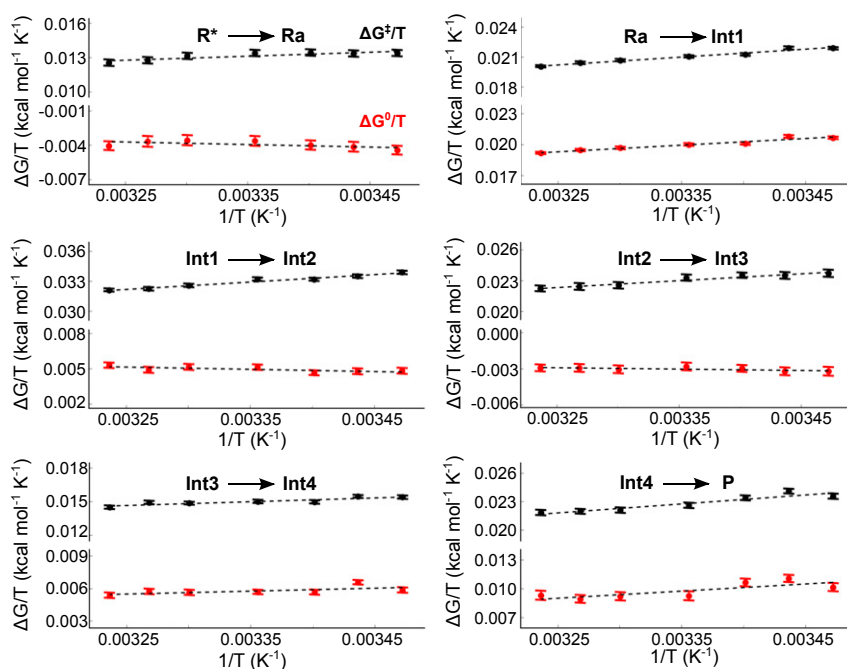 R* → Ra ΔG‡/T
0.016
0.013
0.010
ΔG⁰/T
-0.001
-0.004
-0.007
ΔG/T (kcal mol⁻¹ K⁻¹)
0.00325 0.00335 0.00345
1/T (K⁻¹)
Ra → Int1
0.024
0.021
0.018
0.023
0.020
0.017
ΔG/T (kcal mol⁻¹ K⁻¹)
0.00325 0.00335 0.00345
1/T (K⁻¹)
Int1 → Int2
0.036
0.033
0.030
0.008
0.005
0.002
ΔG/T (kcal mol⁻¹ K⁻¹)
0.00325 0.00335 0.00345
1/T (K⁻¹)
Int2 → Int3
0.026
0.023
0.020
0.000
-0.003
-0.006
ΔG/T (kcal mol⁻¹ K⁻¹)
0.00325 0.00335 0.00345
1/T (K⁻¹)
Int3 → Int4
0.018
0.015
0.012
0.009
0.006
0.003
ΔG/T (kcal mol⁻¹ K⁻¹)
0.00325 0.00335 0.00345
1/T (K⁻¹)
Int4 → P
0.026
0.023
0.020
0.013
0.010
0.007
ΔG/T (kcal mol⁻¹ K⁻¹)
0.00325 0.00335 0.00345
1/T (K⁻¹)